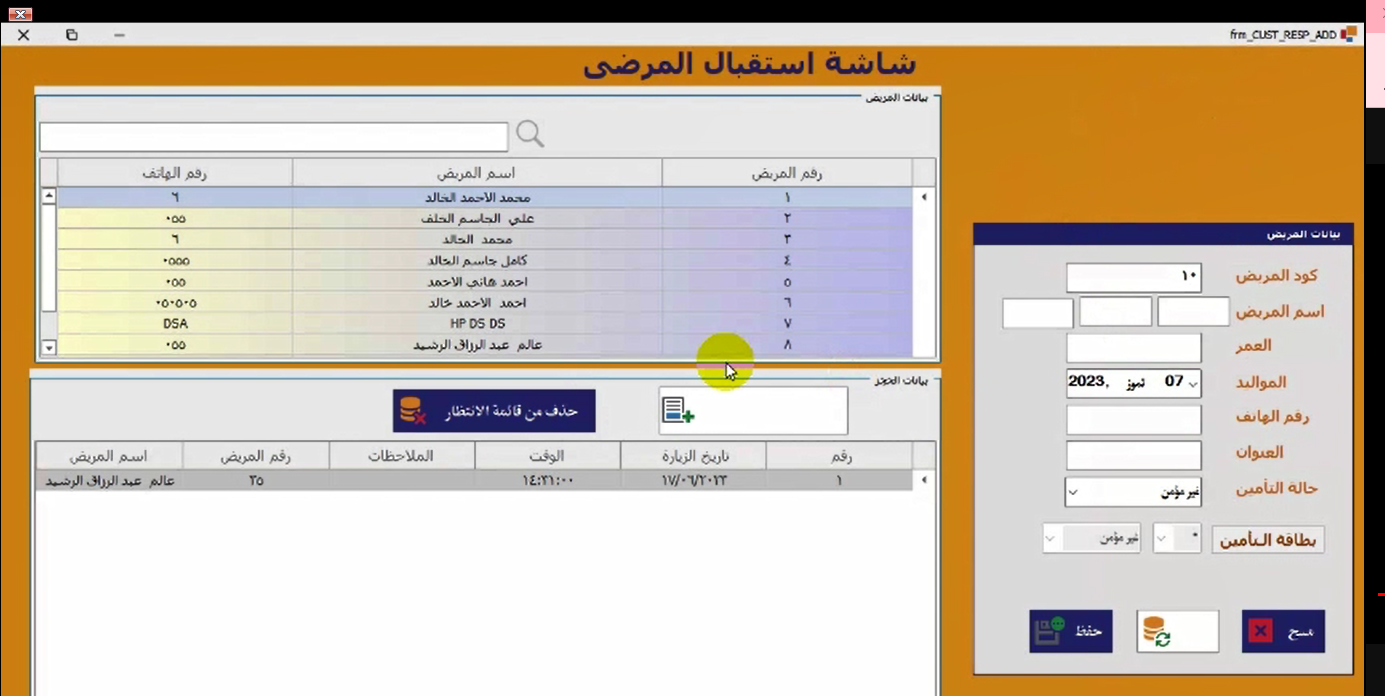 frm_CUST_RESP_ADD
شاشة استقبال المرضى
بيانات المريض
رقم المريض اسم المريض رقم الهاتف
١ محمد الاحمد الخالد ٦
٢ علي الجاسم الخلف ٠٥٥
٣ محمد الخالد ٦
٤ كامل جاسم الخالد ٠٥٥٥
٥ احمد هاني الاحمد ٠٥٥
٦ احمد الاحمد خالد ٠٥٠٥٠٥
٧ HP DS DS DSA
٨ عالم عبد الرزاق الرشيد ٠٥٥
بيانات الحجز
حذف من قائمة الانتظار
رقم تاريخ الزيارة الوقت الملاحظات رقم المريض اسم المريض
١ ١٧/٠٦/٢٠٢٣ ١٤:٣١:٠٠ ٣٥ عالم عبد الرزاق الرشيد
بيانات المريض
كود المريض ١٠
اسم المريض
العمر
المواليد 07 تموز ,2023
رقم الهاتف
العنوان
حالة التأمين غير مؤمن
بطاقة التأمين ٠ غير مؤمن
مسح
حفظ